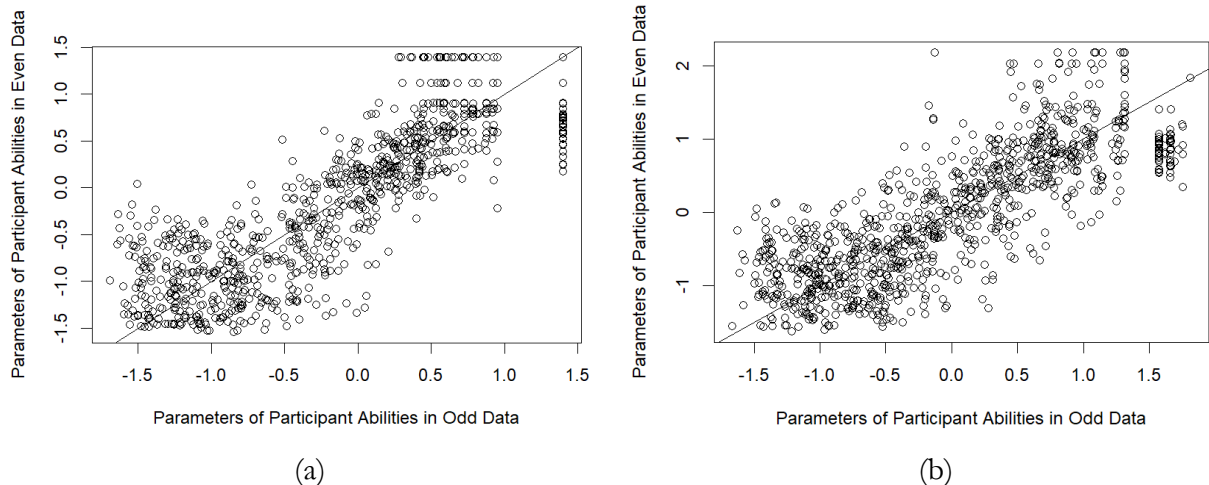 Parameters of Participant Abilities in Even Data
1.5
1.0
0.5
0.0
-0.5
-1.0
-1.5
-1.5 -1.0 -0.5 0.0 0.5 1.0 1.5
Parameters of Participant Abilities in Odd Data
(a)
Parameters of Participant Abilities in Even Data
2
1
0
-1
-1.5 -1.0 -0.5 0.0 0.5 1.0 1.5
Parameters of Participant Abilities in Odd Data
(b)